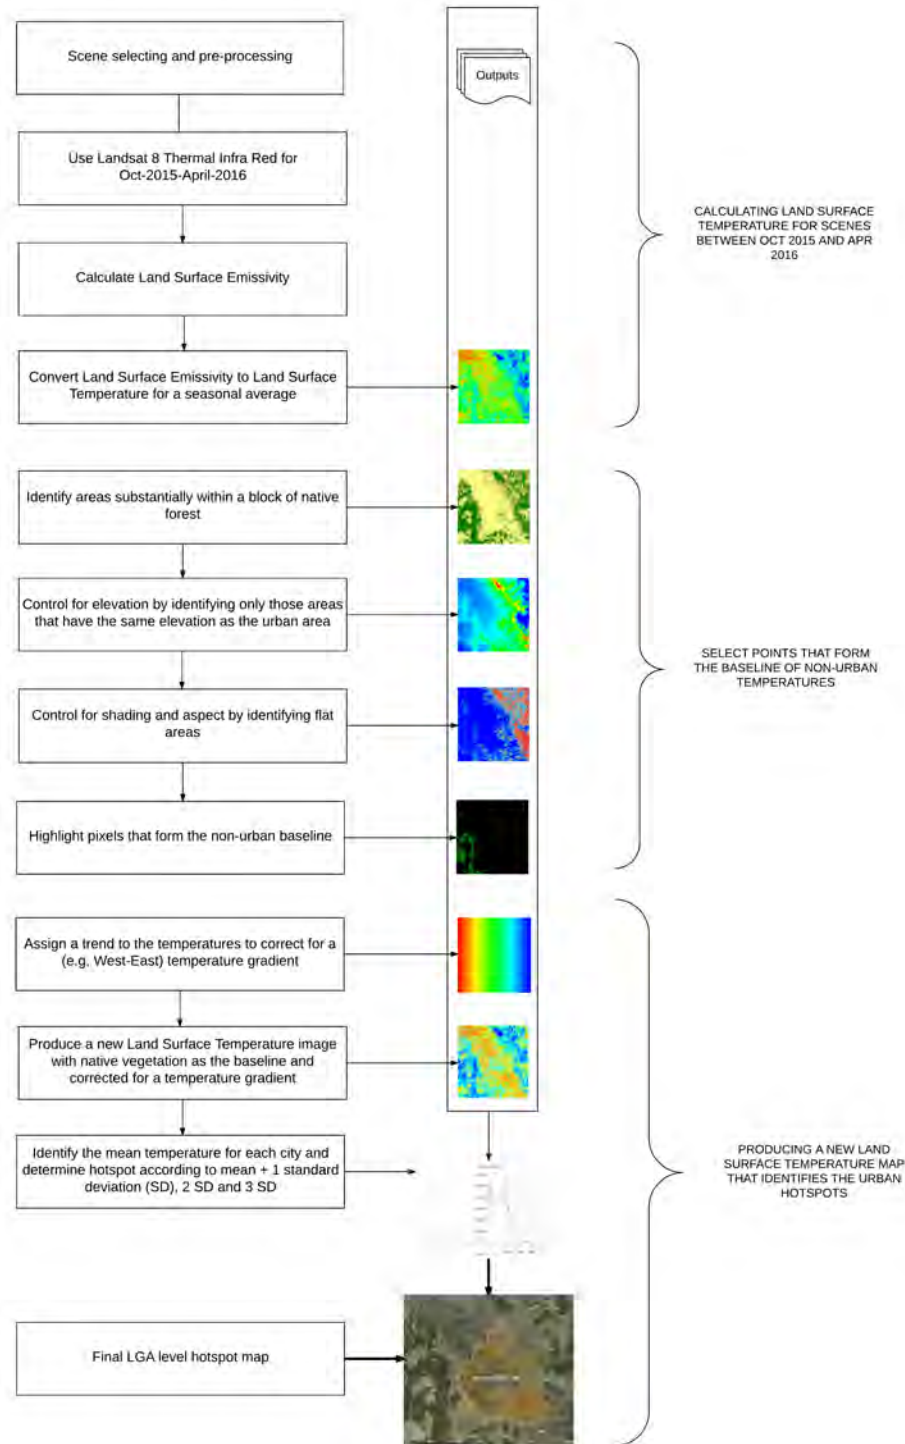 Scene selecting and pre-processing
Outputs
Use Landsat 8 Thermal Infra Red for
Oct-2015-April-2016
CALCULATING LAND SURFACE
TEMPERATURE FOR SCENES
BETWEEN OCT 2015 AND APR
2016
Calculate Land Surface Emissivity
Convert Land Surface Emissivity to Land Surface
Temperature for a seasonal average
Identify areas substantially within a block of native
forest
Control for elevation by identifying only those areas
that have the same elevation as the urban area
SELECT POINTS THAT FORM
THE BASELINE OF NON-URBAN
TEMPERATURES
Control for shading and aspect by identifying flat
areas
Highlight pixels that form the non-urban baseline
Assign a trend to the temperatures to correct for a
(e.g. West-East) temperature gradient
Produce a new Land Surface Temperature image
with native vegetation as the baseline and
corrected for a temperature gradient
Identify the mean temperature for each city and
determine hotspot according to mean + 1 standard
deviation (SD), 2 SD and 3 SD
PRODUCING A NEW LAND
SURFACE TEMPERATURE MAP
THAT IDENTIFIES THE URBAN
HOTSPOTS
Final LGA level hotspot map